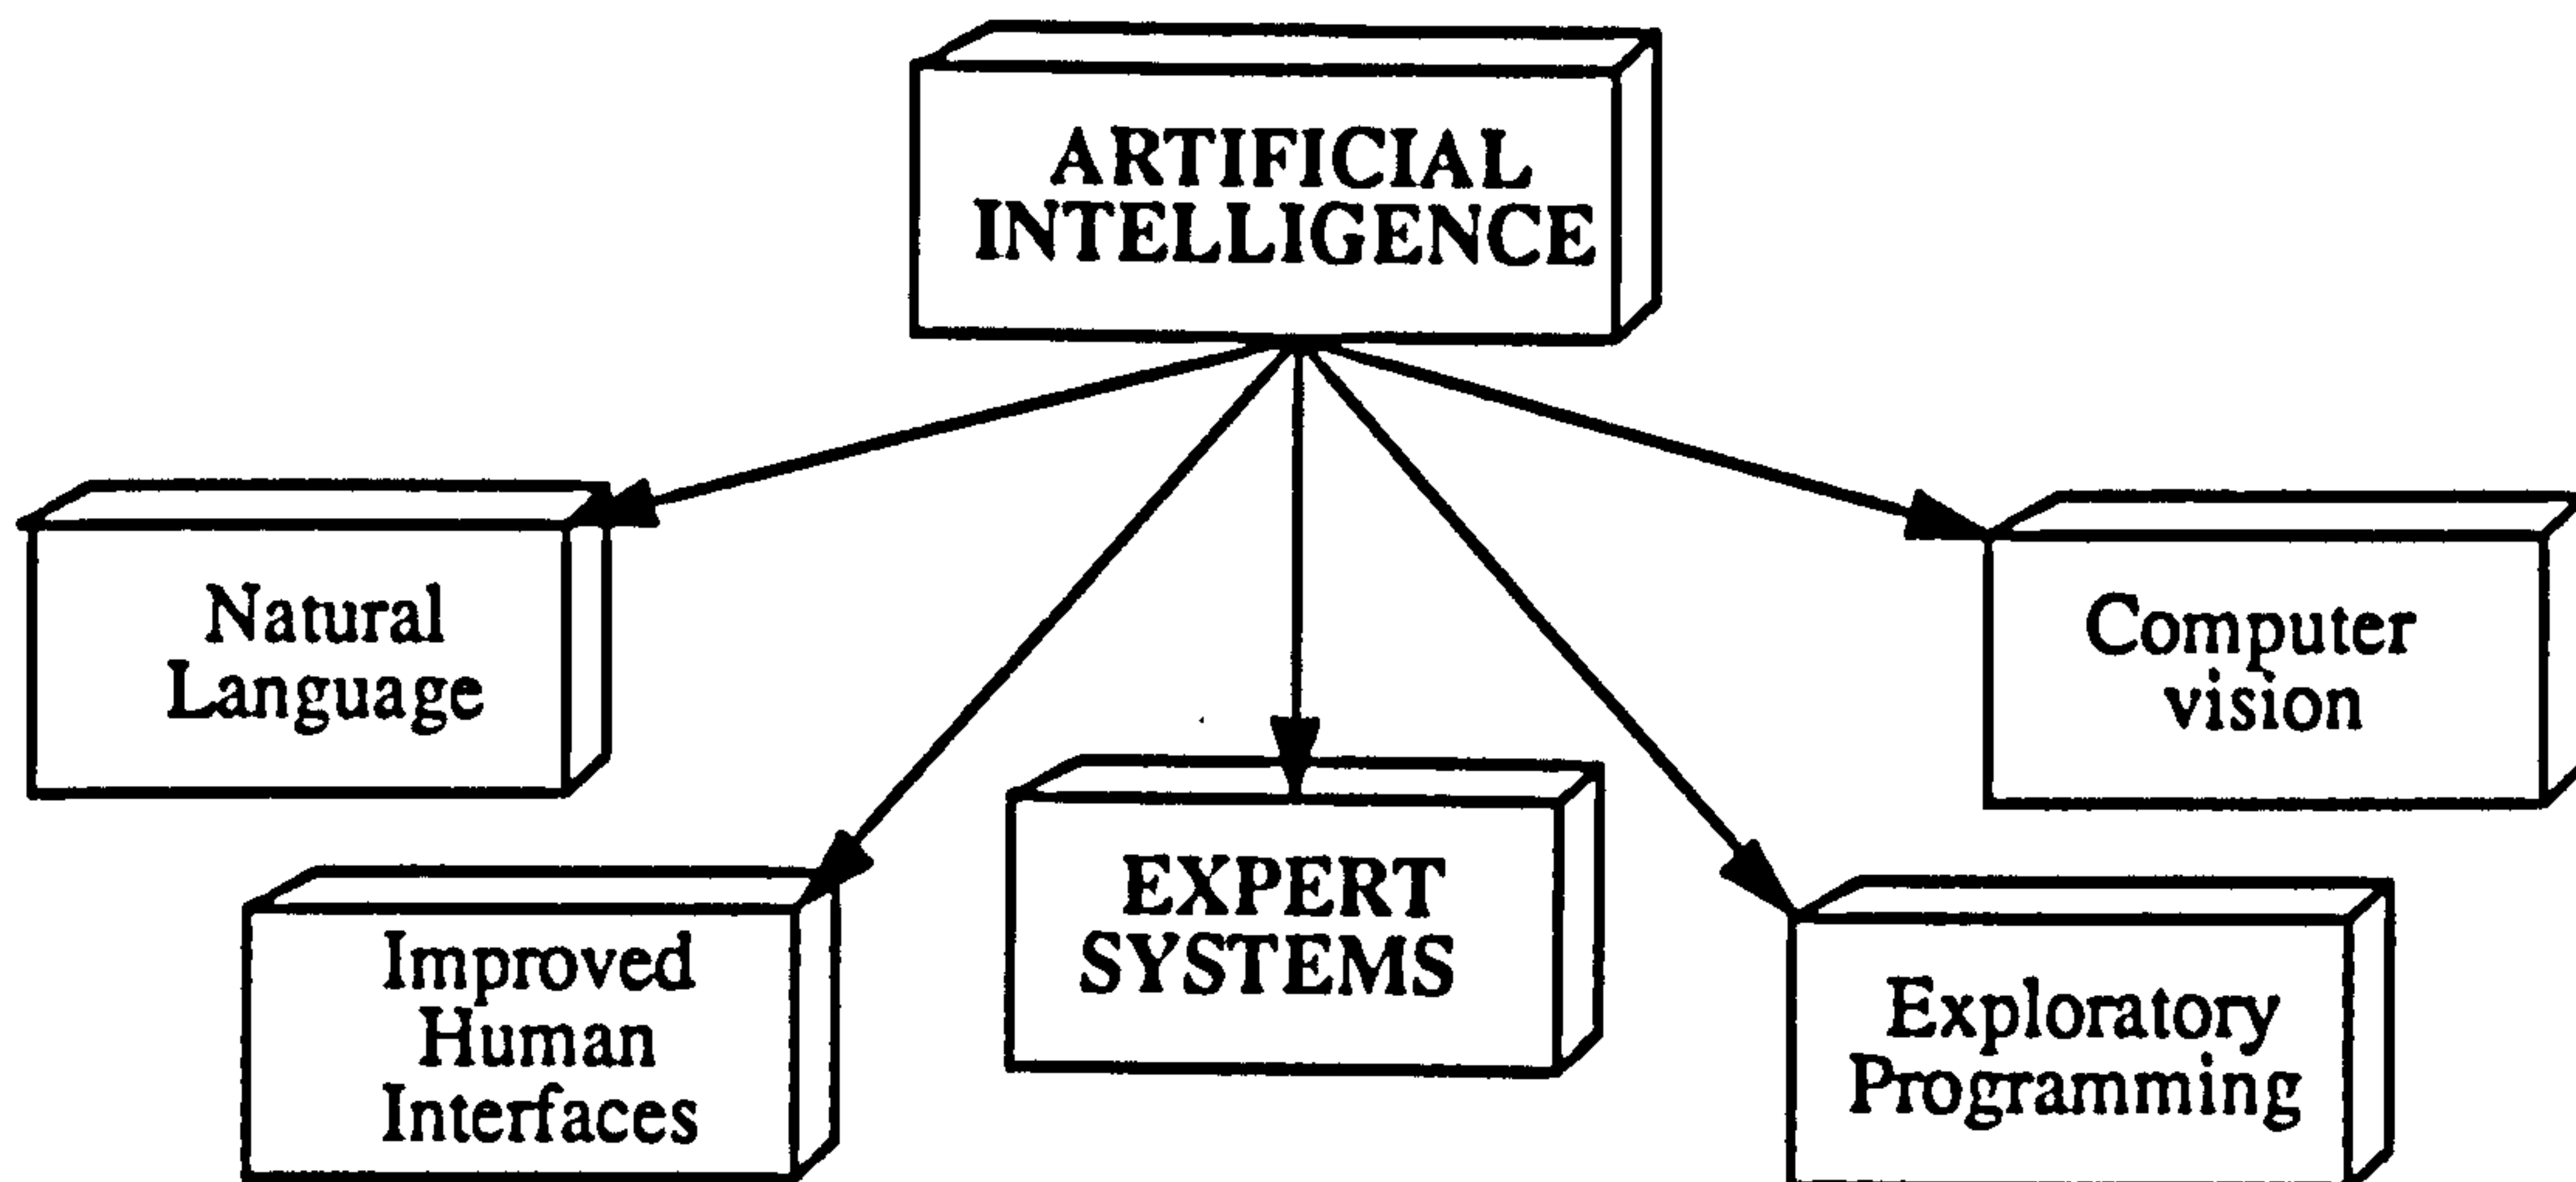 ARTIFICIAL
INTELLIGENCE
Natural
Language
Computer
vision
Improved
Human
Interfaces
EXPERT
SYSTEMS
Exploratory
Programming